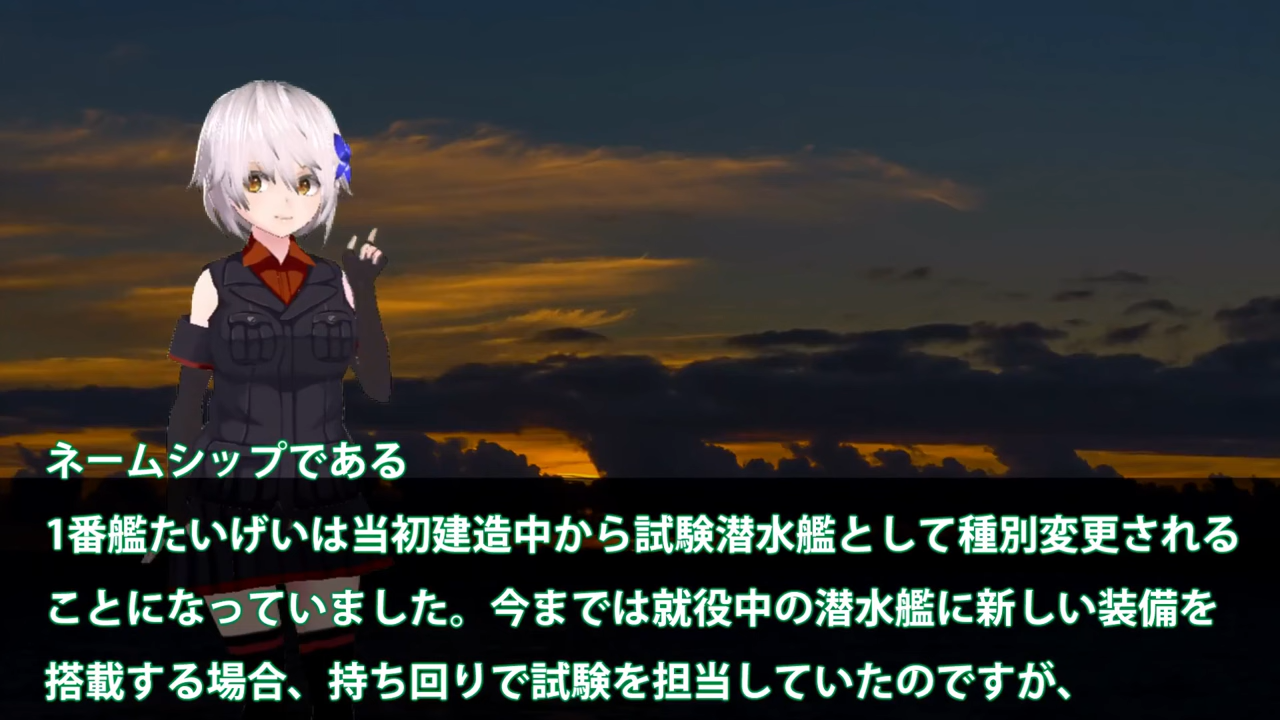 ネームシップである
1番艦たいげいは当初建造中から試験潜水艦として種別変更される
ことになっていました。今までは就役中の潜水艦に新しい装備を
搭載する場合、持ち回りで試験を担当していたのですが、